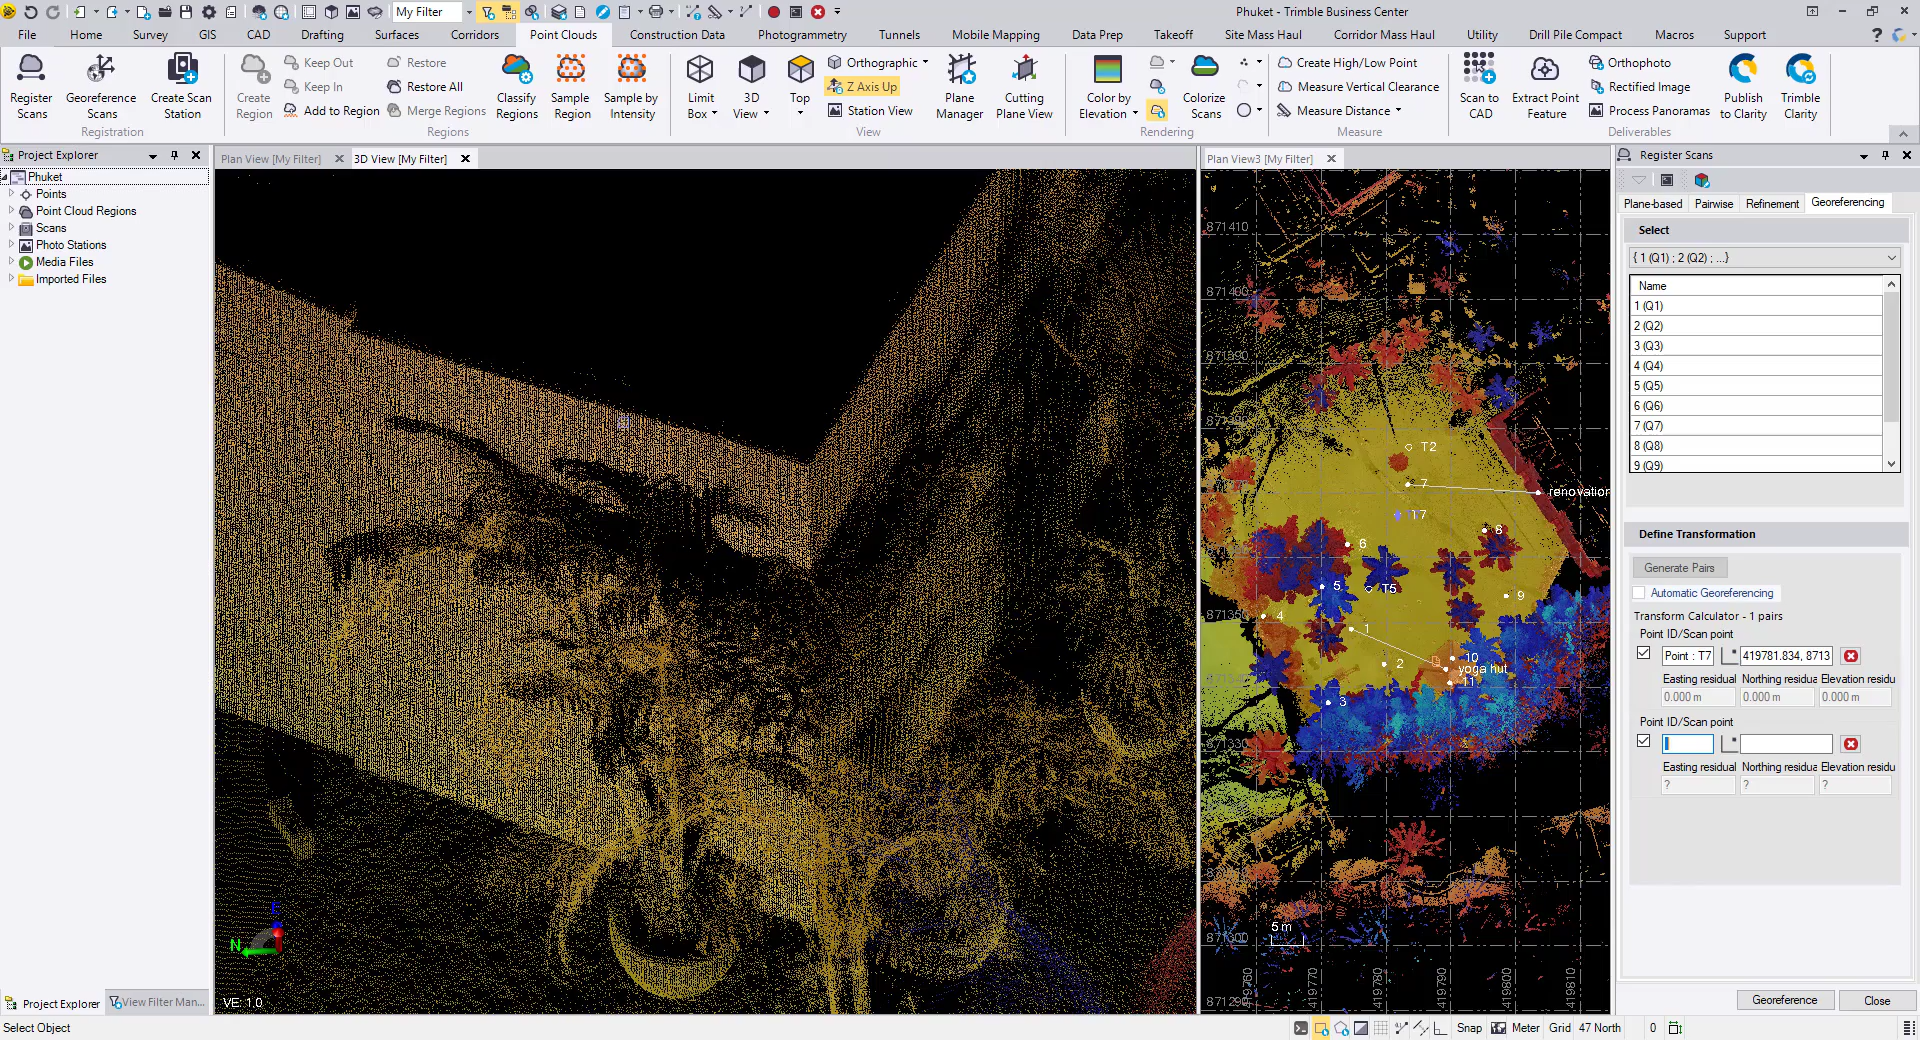 My Filter
Phuket - Trimble Business Center
File Home Survey GIS CAD Drafting Surfaces Corridors Point Clouds Construction Data Photogrammetry Tunnels Mobile Mapping Data Prep Takeoff Site Mass Haul Corridor Mass Haul Utility Drill Pile Compact Macros Support
Register Scans
Georeference Scans
Create Scan Station
Registration
Create Region
Keep Out
Keep In
Add to Region
Restore
Restore All
Merge Regions
Classify Regions
Sample Region
Sample by Intensity
Regions
Limit Box
3D View
Top
Orthographic
Z Axis Up
Station View
View
Plane Manager
Cutting Plane View
Color by Elevation
Colorize Scans
Rendering
Create High/Low Point
Measure Vertical Clearance
Measure Distance
Measure
Scan to CAD
Extract Point Feature
Orthophoto
Rectified Image
Process Panoramas
Publish to Clarity
Trimble Clarity
Deliverables
Project Explorer
Phuket
Points
Point Cloud Regions
Scans
Photo Stations
Media Files
Imported Files
Project Explorer
View Filter Man...
Plan View [My Filter]
3D View [My Filter]
E
N
VE: 1.0
Plan View3 [My Filter]
871410
871400
871390
T2
7
renovation
T7
8
6
5
T5
9
871350
4
1
2
10
yoga hut
11
871340
3
871330
871300
5 m
871290
419760
419770
419780
419790
419800
419810
Register Scans
Plane-based Pairwise Refinement Georeferencing
Select
{ 1 (Q1) ; 2 (Q2) ; ...}
Name
1 (Q1)
2 (Q2)
3 (Q3)
4 (Q4)
5 (Q5)
6 (Q6)
7 (Q7)
8 (Q8)
9 (Q9)
Define Transformation
Generate Pairs
Automatic Georeferencing
Transform Calculator - 1 pairs
Point ID/Scan point
Point : T7 419781.834, 8713
Easting residual Northing residua Elevation residu
0.000 m 0.000 m 0.000 m
Point ID/Scan point
Easting residual Northing residua Elevation residu
? ? ?
Georeference Close
Select Object
Snap Meter Grid 47 North 0